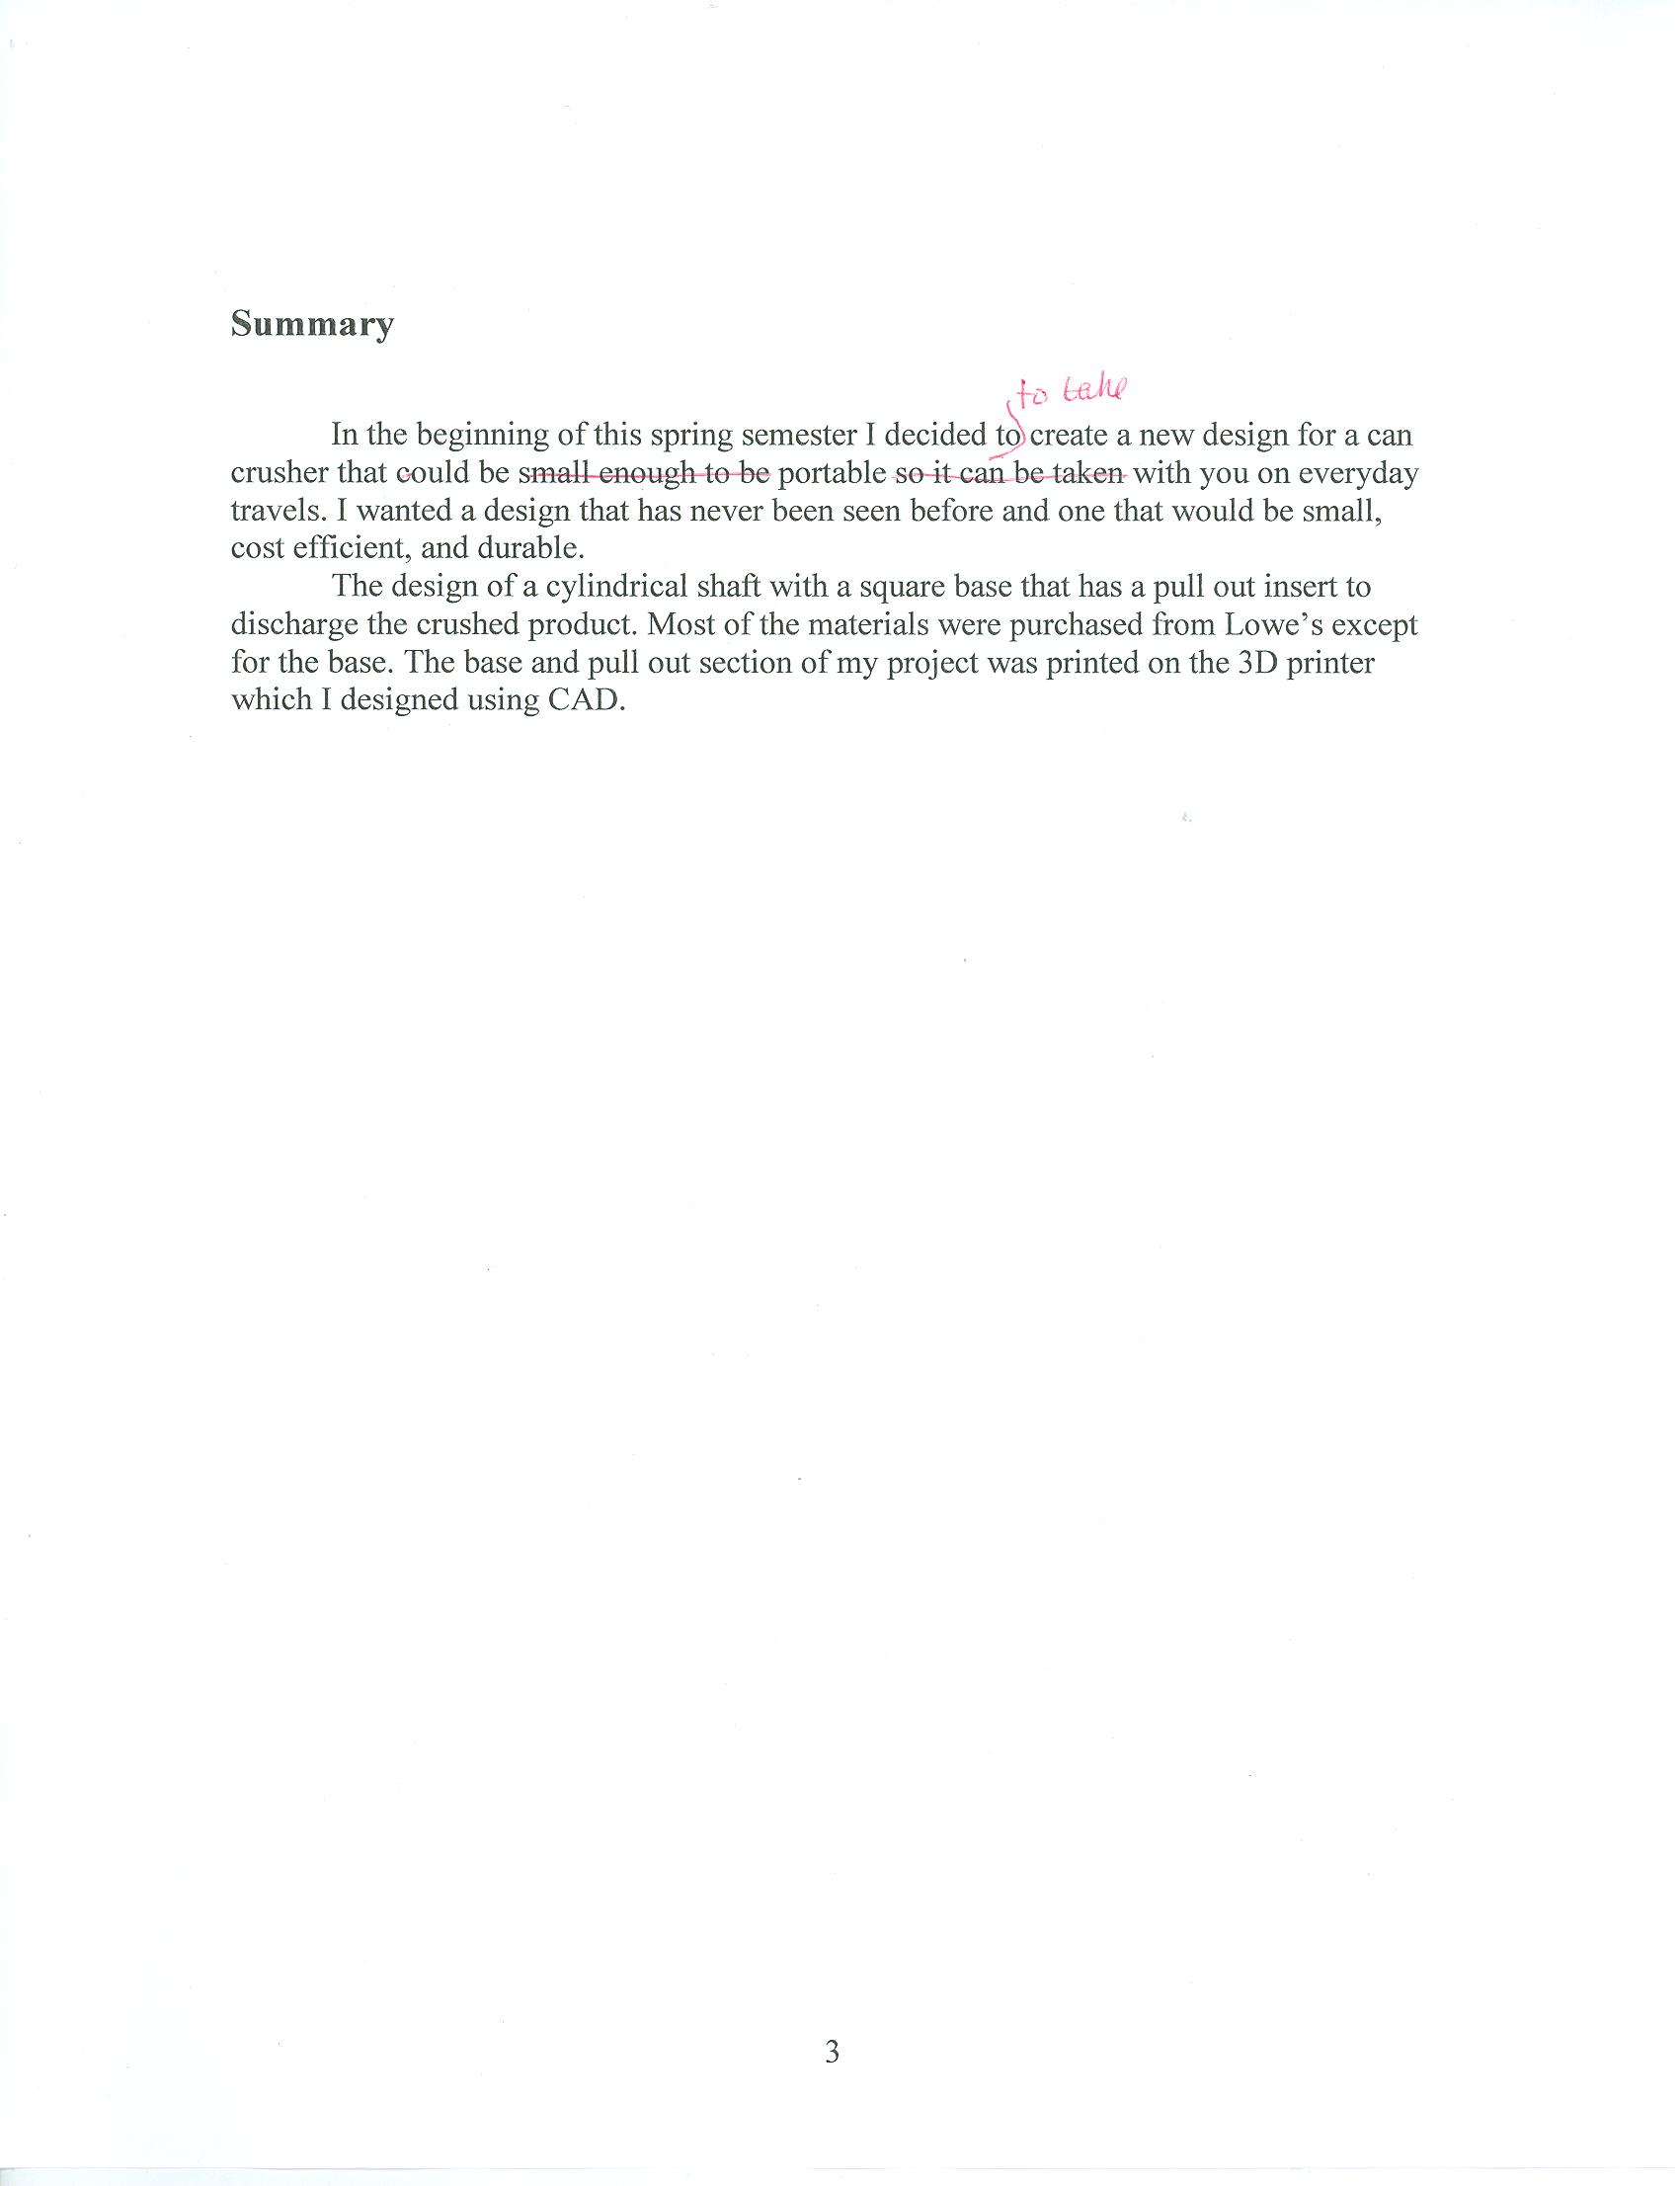 Summary
to take
In the beginning of this spring semester I decided to create a new design for a can
crusher that could be small enough to be portable so it can be taken with you on everyday
travels. I wanted a design that has never been seen before and one that would be small,
cost efficient, and durable.
The design of a cylindrical shaft with a square base that has a pull out insert to
discharge the crushed product. Most of the materials were purchased from Lowe's except
for the base. The base and pull out section of my project was printed on the 3D printer
which I designed using CAD.
3